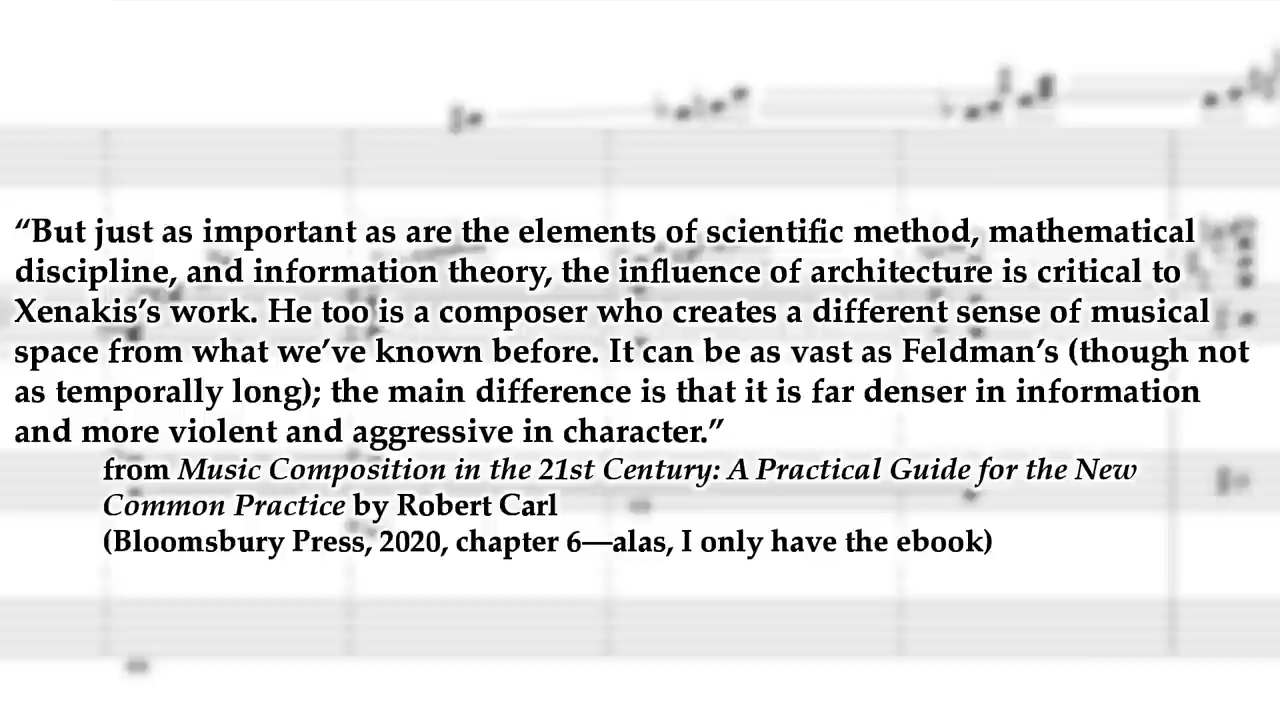 “But just as important as are the elements of scientific method, mathematical
discipline, and information theory, the influence of architecture is critical to
Xenakis’s work. He too is a composer who creates a different sense of musical
space from what we’ve known before. It can be as vast as Feldman’s (though not
as temporally long); the main difference is that it is far denser in information
and more violent and aggressive in character.”
from Music Composition in the 21st Century: A Practical Guide for the New
Common Practice by Robert Carl
(Bloomsbury Press, 2020, chapter 6—alas, I only have the ebook)